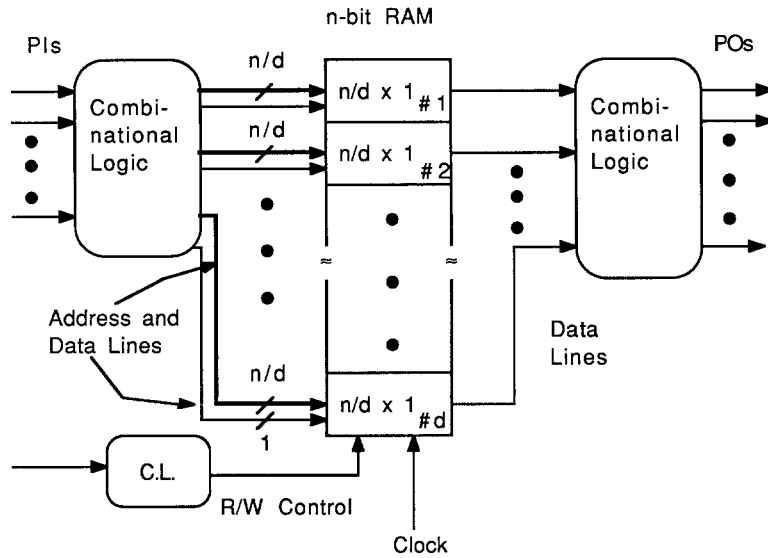 n-bit RAM
PIs
POs
n/d
n/d x 1 #1
Combi-
national
Logic
n/d
n/d x 1 #2
Combi-
national
Logic
≈
≈
Address and
Data Lines
Data
Lines
n/d
n/d x 1 #d
1
C.L.
R/W Control
Clock